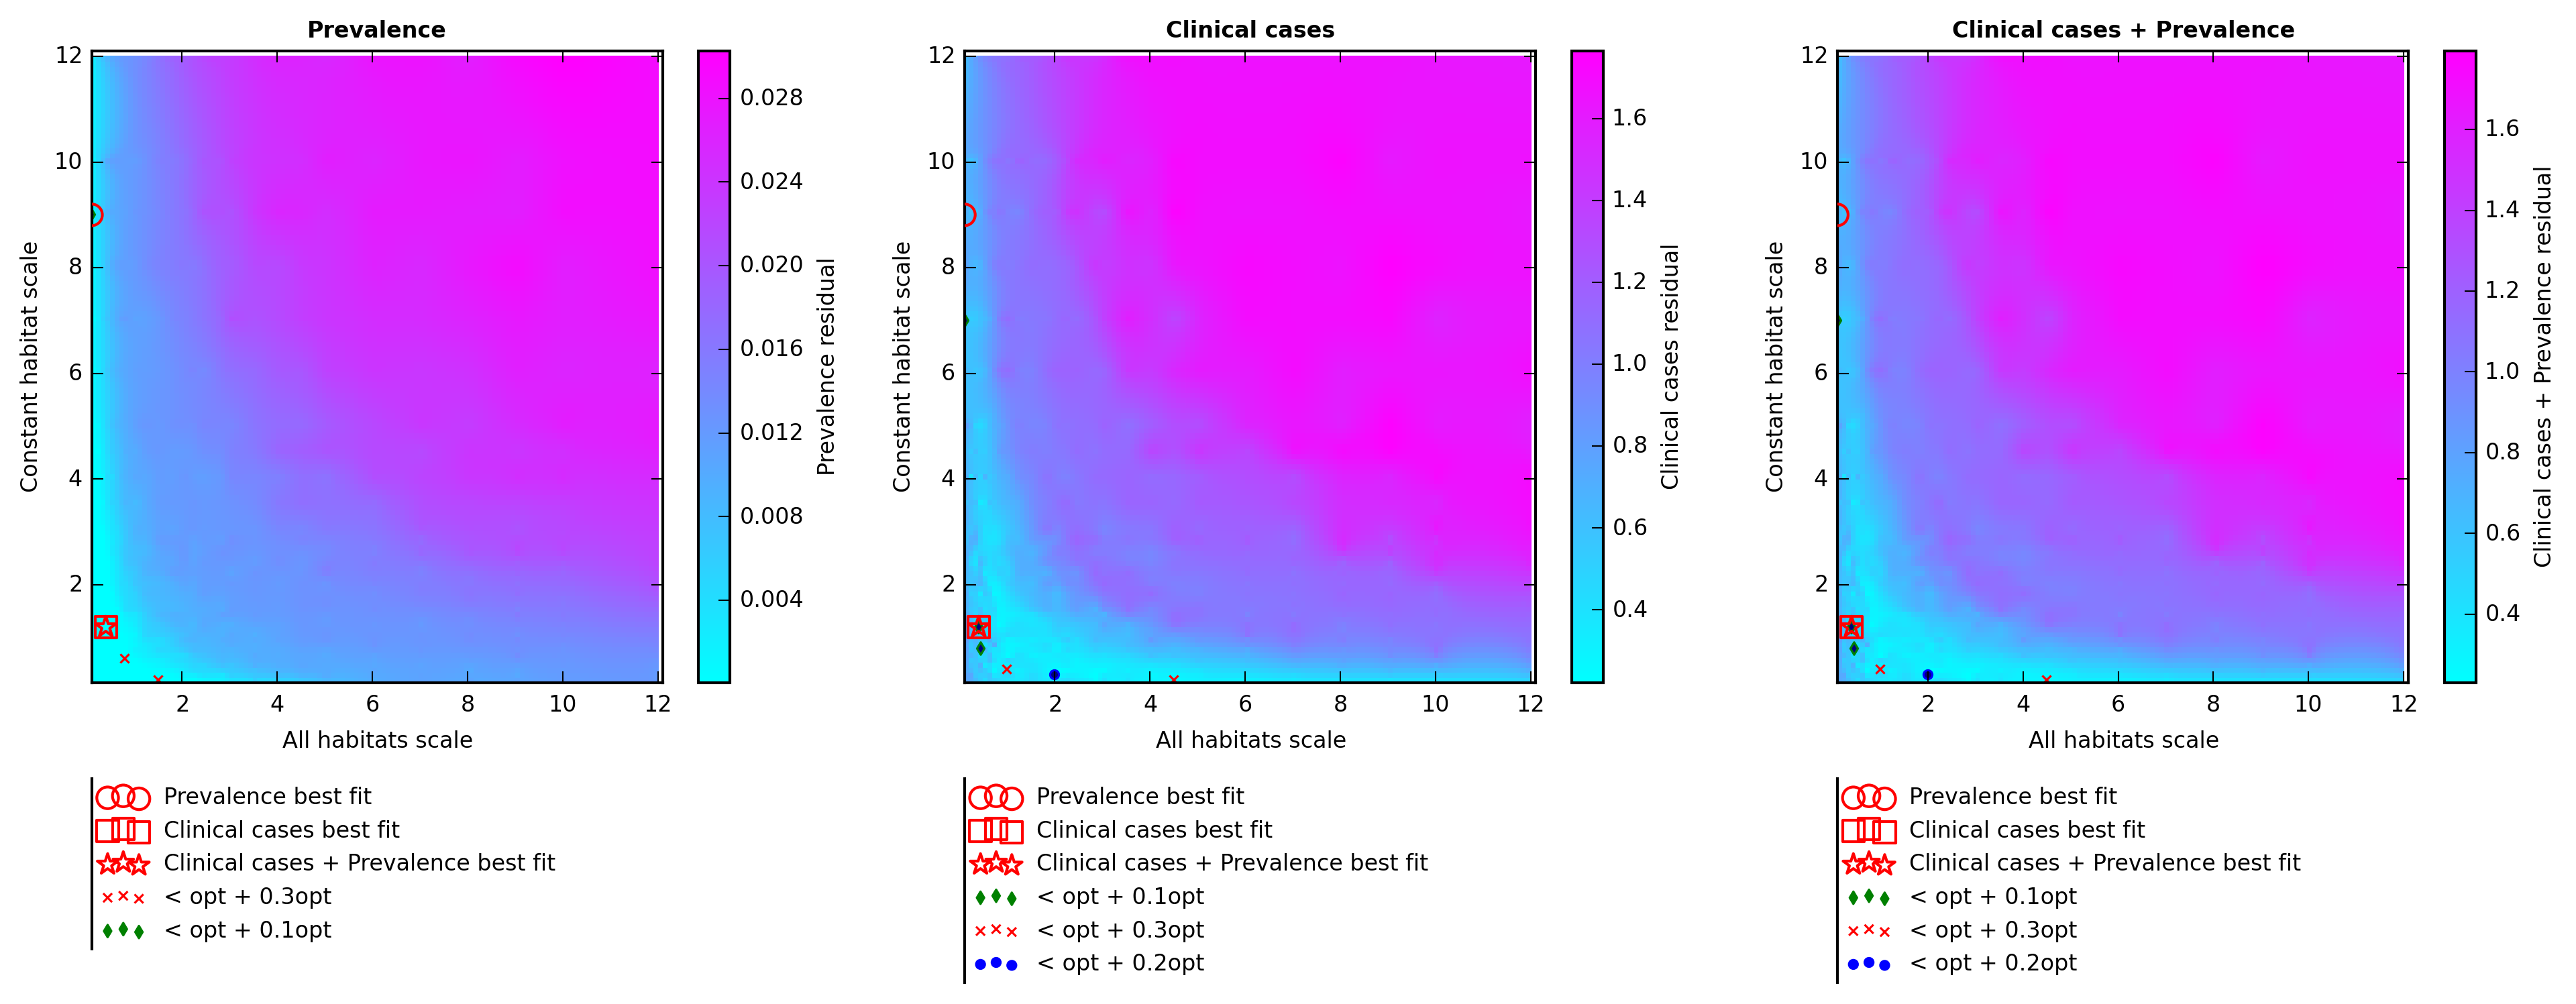 Prevalence
12
10
8
6
4
2
Constant habitat scale
2 4 6 8 10 12
All habitats scale
0.028
0.024
0.020
0.016
0.012
0.008
0.004
Prevalence residual
Prevalence best fit
Clinical cases best fit
Clinical cases + Prevalence best fit
< opt + 0.3opt
< opt + 0.1opt
Clinical cases
12
10
8
6
4
2
Constant habitat scale
2 4 6 8 10 12
All habitats scale
1.6
1.4
1.2
1.0
0.8
0.6
0.4
Clinical cases residual
Prevalence best fit
Clinical cases best fit
Clinical cases + Prevalence best fit
< opt + 0.1opt
< opt + 0.3opt
< opt + 0.2opt
Clinical cases + Prevalence
12
10
8
6
4
2
Constant habitat scale
2 4 6 8 10 12
All habitats scale
1.6
1.4
1.2
1.0
0.8
0.6
0.4
Clinical cases + Prevalence residual
Prevalence best fit
Clinical cases best fit
Clinical cases + Prevalence best fit
< opt + 0.1opt
< opt + 0.3opt
< opt + 0.2opt